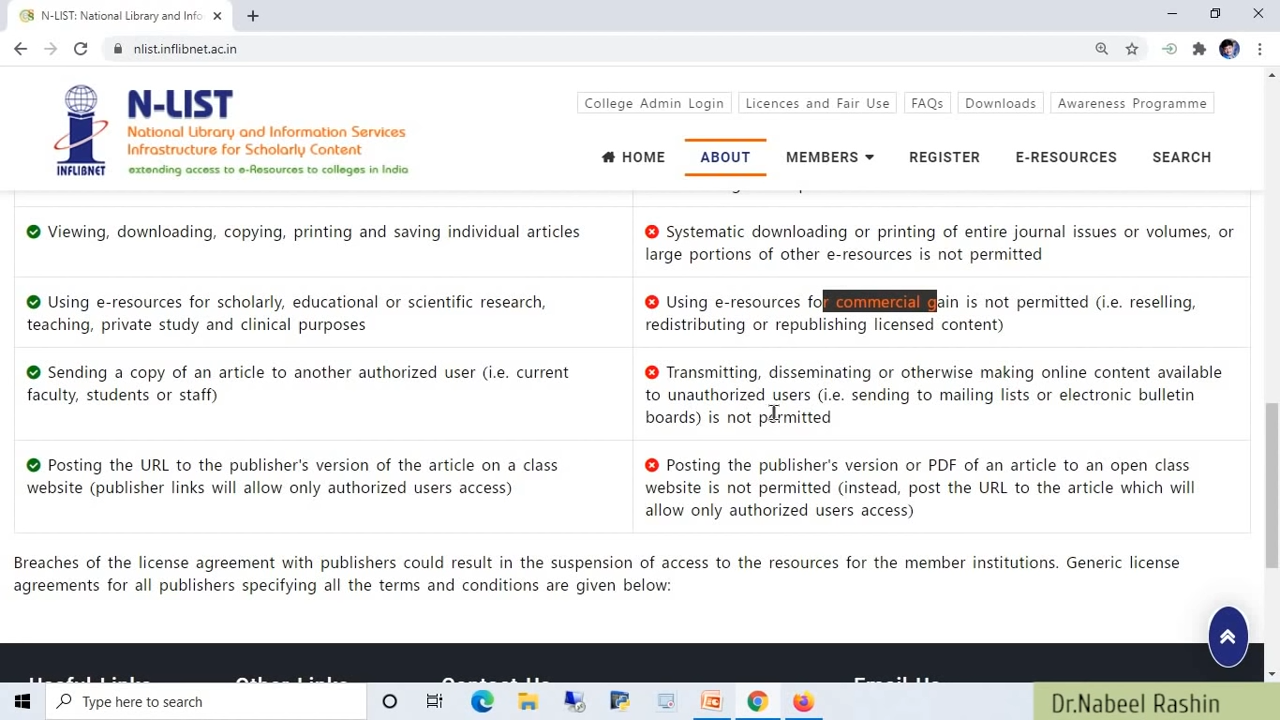 N-LIST: National Library and Info
nlist.inflibnet.ac.in
INFLIBNET
N-LIST
National Library and Information Services
Infrastructure for Scholarly Content
extending access to e-Resources to colleges in India
College Admin Login
Licences and Fair Use
FAQs
Downloads
Awareness Programme
HOME
ABOUT
MEMBERS
REGISTER
E-RESOURCES
SEARCH
Viewing, downloading, copying, printing and saving individual articles
Systematic downloading or printing of entire journal issues or volumes, or
large portions of other e-resources is not permitted
Using e-resources for scholarly, educational or scientific research,
teaching, private study and clinical purposes
Using e-resources for commercial gain is not permitted (i.e. reselling,
redistributing or republishing licensed content)
Sending a copy of an article to another authorized user (i.e. current
faculty, students or staff)
Transmitting, disseminating or otherwise making online content available
to unauthorized users (i.e. sending to mailing lists or electronic bulletin
boards) is not permitted
Posting the URL to the publisher's version of the article on a class
website (publisher links will allow only authorized users access)
Posting the publisher's version or PDF of an article to an open class
website is not permitted (instead, post the URL to the article which will
allow only authorized users access)
Breaches of the license agreement with publishers could result in the suspension of access to the resources for the member institutions. Generic license
agreements for all publishers specifying all the terms and conditions are given below:
Useful Links
Other Links
Contact Us
Email Us
Type here to search
Dr.Nabeel Rashin